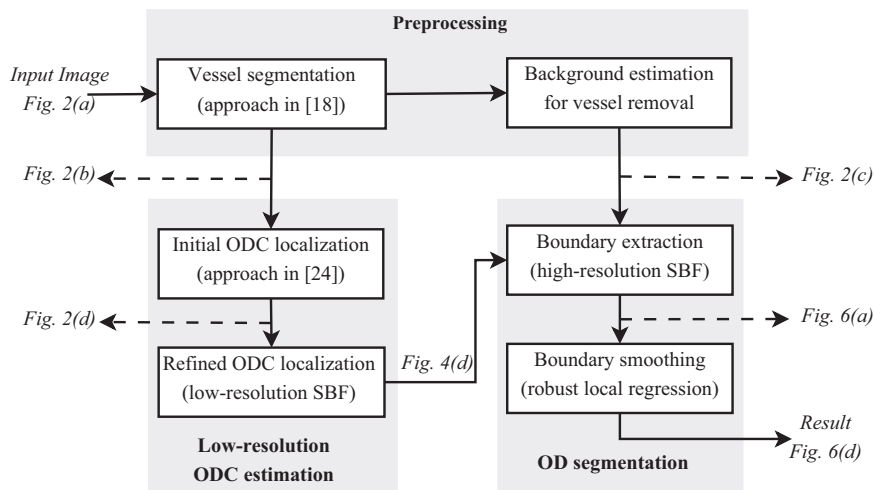 Preprocessing
Input Image
Fig. 2(a)
Vessel segmentation
(approach in [18])
Background estimation
for vessel removal
Fig. 2(b)
Fig. 2(c)
Initial ODC localization
(approach in [24])
Boundary extraction
(high-resolution SBF)
Fig. 2(d)
Fig. 6(a)
Refined ODC localization
(low-resolution SBF)
Fig. 4(d)
Boundary smoothing
(robust local regression)
Low-resolution
ODC estimation
OD segmentation
Result
Fig. 6(d)